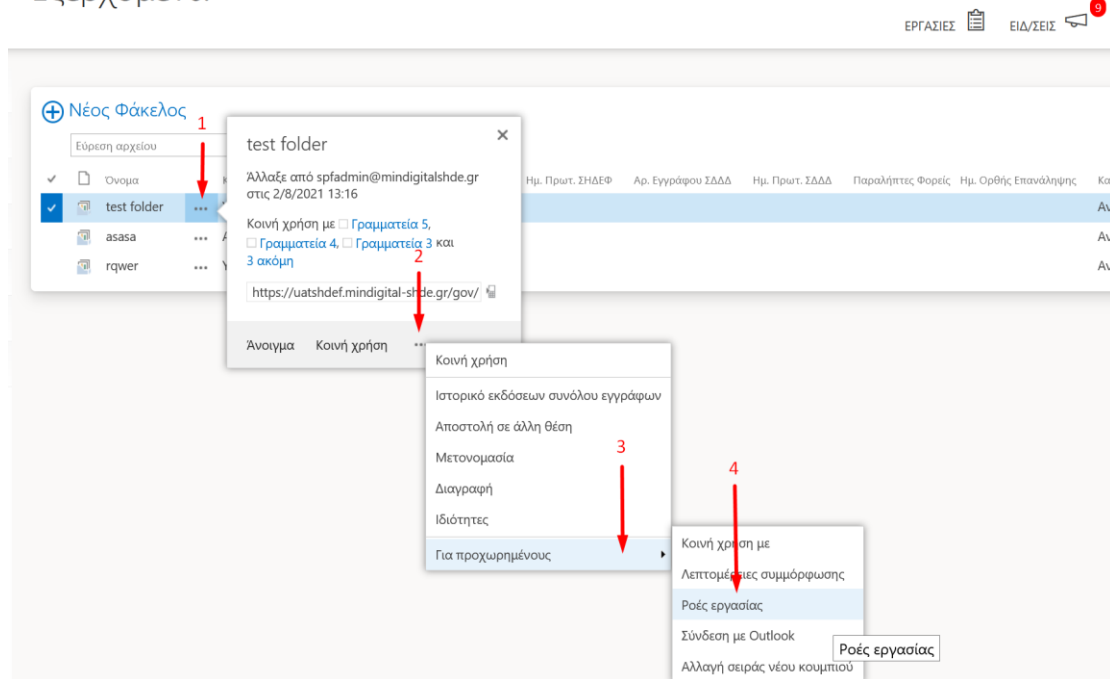 Εξερχόμενα
ΕΡΓΑΣΙΕΣ ΕΙΔ/ΣΕΙΣ 9
Νέος Φάκελος
1
Εύρεση αρχείου
Όνομα Ημ. Πρωτ. ΣΗΔΕΦ Αρ. Εγγράφου ΣΔΔΔ Ημ. Πρωτ. ΣΔΔΔ Παραλήπτες Φορείς Ημ. Ορθής Επανάληψης Κα
test folder ... Αν
asasa ... Αν
rqwer ... Αν
test folder
Άλλαξε από spfadmin@mindigitalshde.gr
στις 2/8/2021 13:16
Κοινή χρήση με Γραμματεία 5,
Γραμματεία 4, Γραμματεία 3 και
3 ακόμη
2
https://uatshdef.mindigital-shde.gr/gov/
Άνοιγμα Κοινή χρήση ...
Κοινή χρήση
Ιστορικό εκδόσεων συνόλου εγγράφων
Αποστολή σε άλλη θέση
Μετονομασία
Διαγραφή
Ιδιότητες
3
Για προχωρημένους
4
Κοινή χρήση με
Λεπτομέρειες συμμόρφωσης
Ροές εργασίας
Σύνδεση με Outlook
Ροές εργασίας
Αλλαγή σειράς νέου κουμπιού